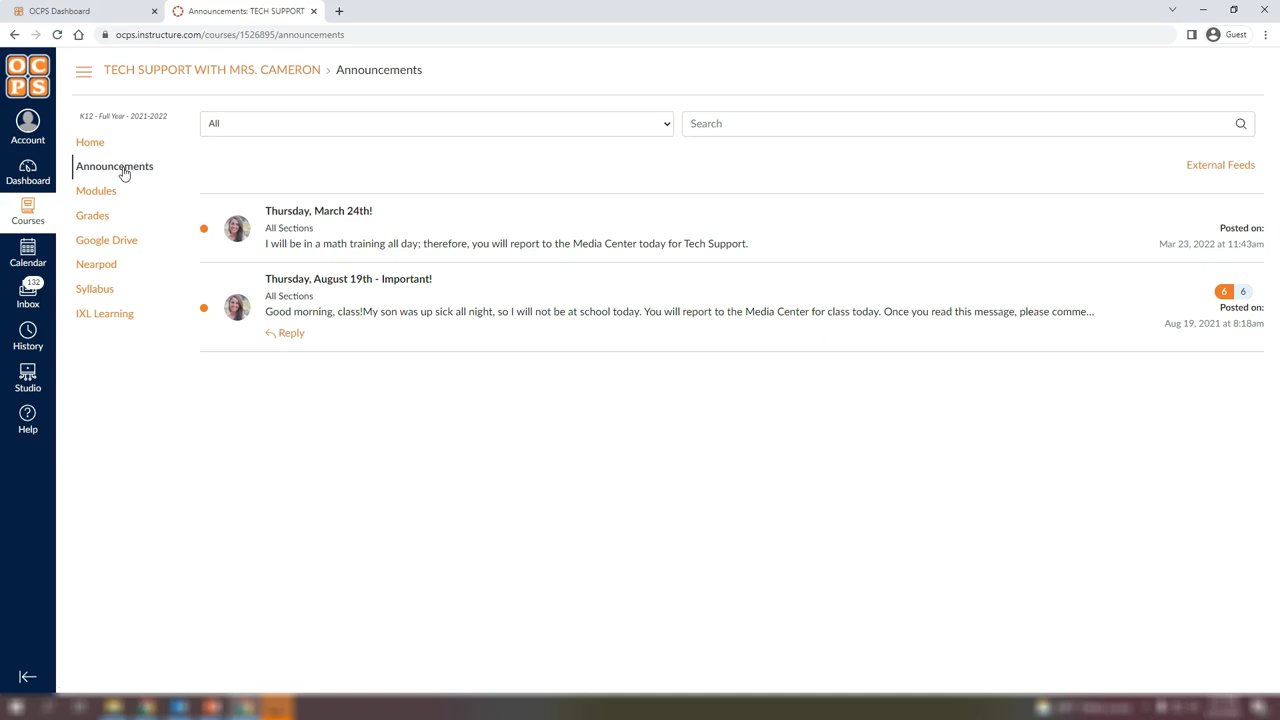 OCPS Dashboard
Announcements: TECH SUPPORT
ocps.instructure.com/courses/1526895/announcements
Guest
OC
PS
TECH SUPPORT WITH MRS. CAMERON › Announcements
Account
Dashboard
Courses
Calendar
132
Inbox
History
Studio
Help
K12 - Full Year - 2021-2022
Home
Announcements
Modules
Grades
Google Drive
Nearpod
Syllabus
IXL Learning
All
Search
External Feeds
Thursday, March 24th!
All Sections
I will be in a math training all day; therefore, you will report to the Media Center today for Tech Support.
Posted on:
Mar 23, 2022 at 11:43am
Thursday, August 19th - Important!
All Sections
Good morning, class!My son was up sick all night, so I will not be at school today. You will report to the Media Center for class today. Once you read this message, please comme...
Reply
6 6
Posted on:
Aug 19, 2021 at 8:18am